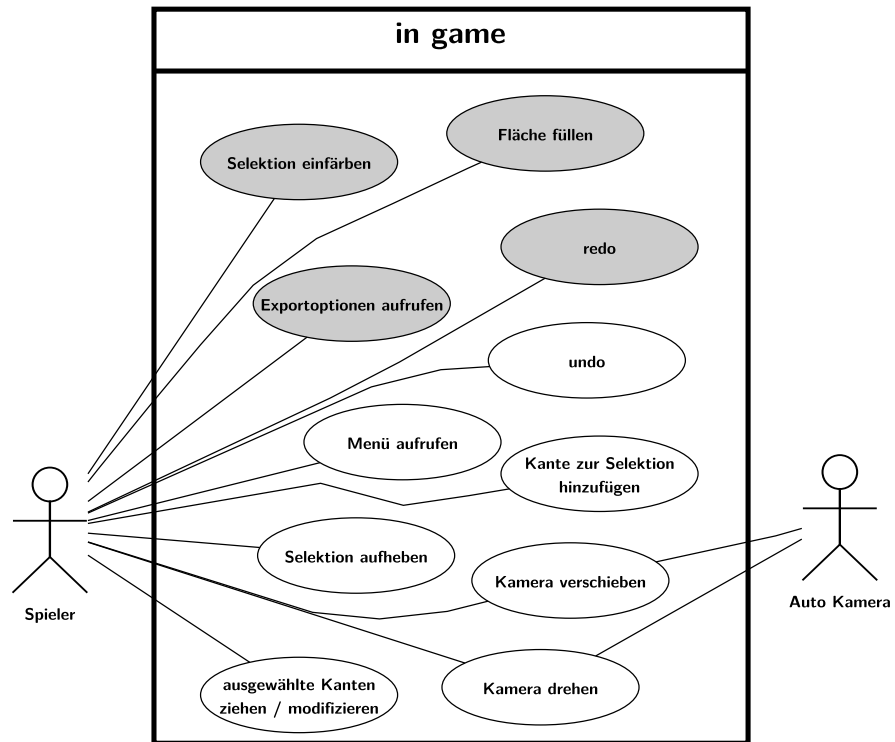 in game
Fläche füllen
Selektion einfärben
redo
Exportoptionen aufrufen
undo
Menü aufrufen
Kante zur Selektion
hinzufügen
Selektion aufheben
Kamera verschieben
Spieler
Auto Kamera
ausgewählte Kanten
ziehen / modifizieren
Kamera drehen